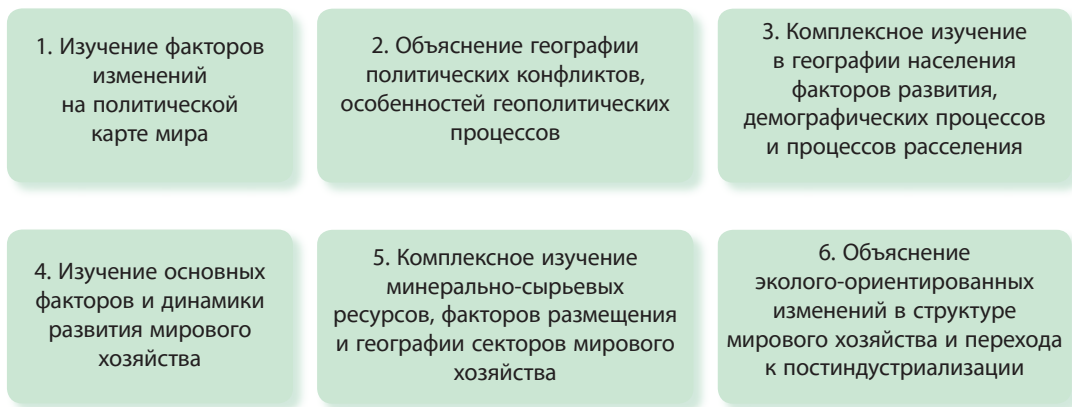 1. Изучение факторов
изменений
на политической
карте мира
2. Объяснение географии
политических конфликтов,
особенностей геополитических
процессов
3. Комплексное изучение
в географии населения
факторов развития,
демографических процессов
и процессов расселения
4. Изучение основных
факторов и динамики
развития мирового
хозяйства
5. Комплексное изучение
минерально-сырьевых
ресурсов, факторов размещения
и географии секторов мирового
хозяйства
6. Объяснение
эколого-ориентированных
изменений в структуре
мирового хозяйства и перехода
к постиндустриализации